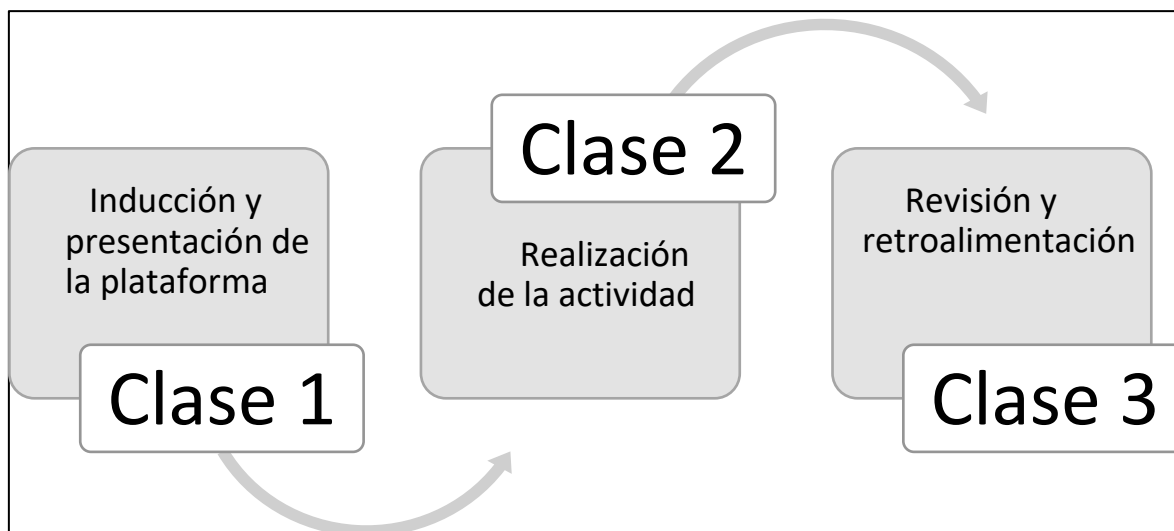 Inducción y
presentación de
la plataforma
Clase 1
Clase 2
Realización
de la actividad
Revisión y
retroalimentación
Clase 3